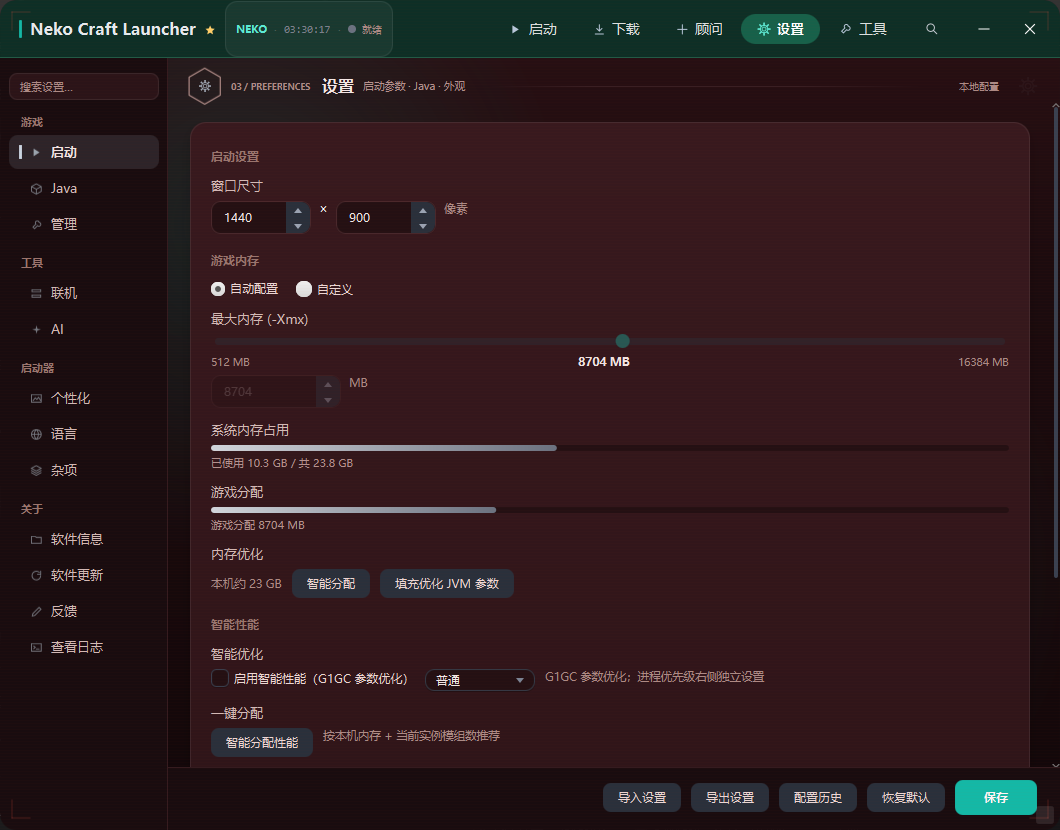 Neko Craft Launcher
NEKO · 03:30:17 · 就绪
启动
下载
顾问
设置
工具
搜索设置...
游戏
启动
Java
管理
工具
联机
AI
启动器
个性化
语言
杂项
关于
软件信息
软件更新
反馈
查看日志
03 / PREFERENCES 设置 启动参数 · Java · 外观
本地配置
启动设置
窗口尺寸
1440 × 900 像素
游戏内存
自动配置 自定义
最大内存 (-Xmx)
512 MB 8704 MB 16384 MB
8704 MB
系统内存占用
已使用 10.3 GB / 共 23.8 GB
游戏分配
游戏分配 8704 MB
内存优化
本机约 23 GB 智能分配 填充优化 JVM 参数
智能性能
智能优化
启用智能性能（G1GC 参数优化） 普通 G1GC 参数优化；进程优先级右侧独立设置
一键分配
智能分配性能 按本机内存 + 当前实例模组数推荐
导入设置 导出设置 配置历史 恢复默认 保存